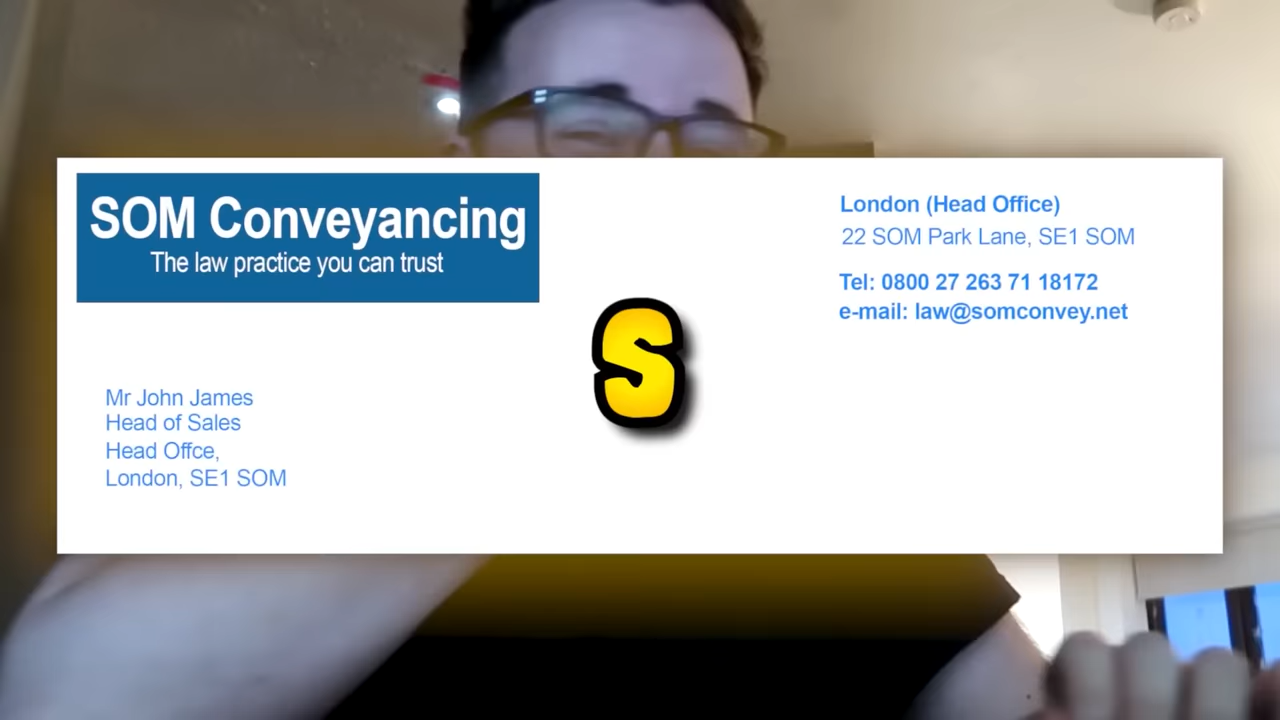 SOM Conveyancing
The law practice you can trust
London (Head Office)
22 SOM Park Lane, SE1 SOM
Tel: 0800 27 263 71 18172
e-mail: law@somconvey.net
S
Mr John James
Head of Sales
Head Offce,
London, SE1 SOM